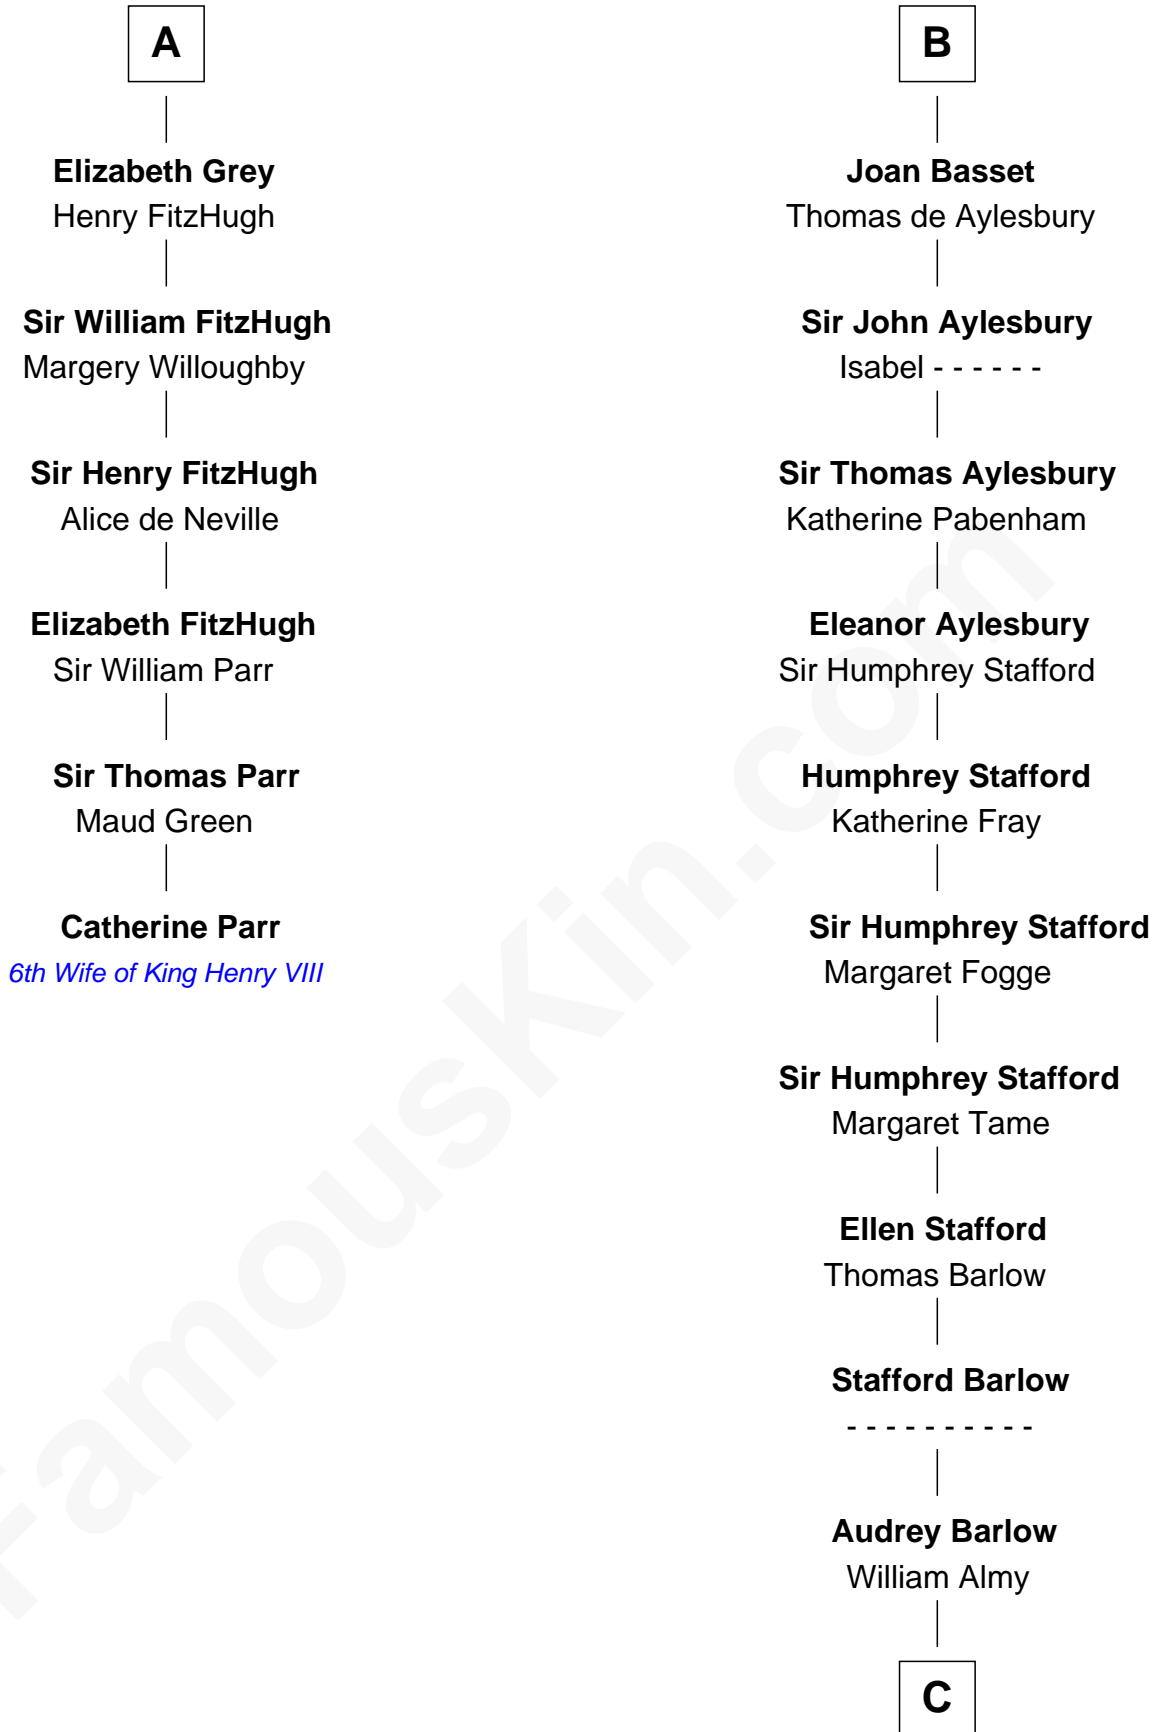 A
Elizabeth Grey
Henry FitzHugh
Sir William FitzHugh
Margery Willoughby
Sir Henry FitzHugh
Alice de Neville
Elizabeth FitzHugh
Sir William Parr
Sir Thomas Parr
Maud Green
Catherine Parr
6th Wife of King Henry VIII
B
Joan Basset
Thomas de Aylesbury
Sir John Aylesbury
Isabel - - - - - -
Sir Thomas Aylesbury
Katherine Pabenham
Eleanor Aylesbury
Sir Humphrey Stafford
Humphrey Stafford
Katherine Fray
Sir Humphrey Stafford
Margaret Fogge
Sir Humphrey Stafford
Margaret Tame
Ellen Stafford
Thomas Barlow
Stafford Barlow
- - - - - - - - - -
Audrey Barlow
William Almy
C
FamousKin.com